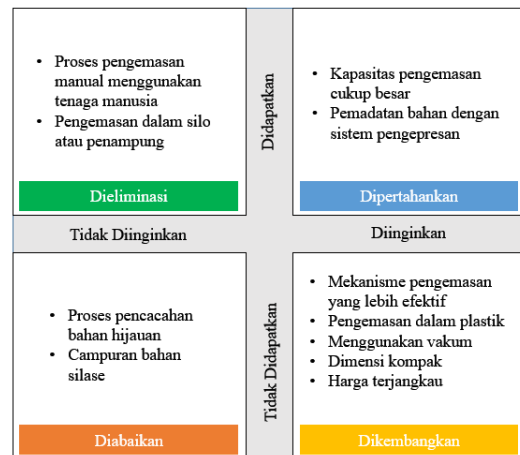 • Proses pengemasan
manual menggunakan
tenaga manusia
• Pengemasan dalam silo
atau penampung
Dieliminasi
Didapatkan
• Kapasitas pengemasan
cukup besar
• Pemadatan bahan dengan
sistem pengepresan
Dipertahankan
Tidak Diinginkan
Diinginkan
• Proses pencacahan
bahan hijauan
• Campuran bahan
silase
Diabaikan
Tidak Didapatkan
• Mekanisme pengemasan
yang lebih efektif
• Pengemasan dalam plastik
• Menggunakan vakum
• Dimensi kompak
• Harga terjangkau
Dikembangkan